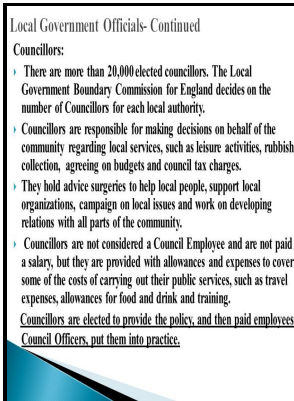 Local Government Officials- Continued
Councillors:
There are more than 20,000 elected councillors. The Local
Government Boundary Commission for England decides on the
number of Councillors for each local authority.
Councillors are responsible for making decisions on behalf of the
community regarding local services, such as leisure activities, rubbish
collection, agreeing on budgets and council tax charges.
They hold advice surgeries to help local people, support local
organizations, campaign on local issues and work on developing
relations with all parts of the community.
Councillors are not considered a Council Employee and are not paid
a salary, but they are provided with allowances and expenses to cover
some of the costs of carrying out their public services, such as travel
expenses, allowances for food and drink and training.
Councillors are elected to provide the policy, and then paid employees
Council Officers, put them into practice.